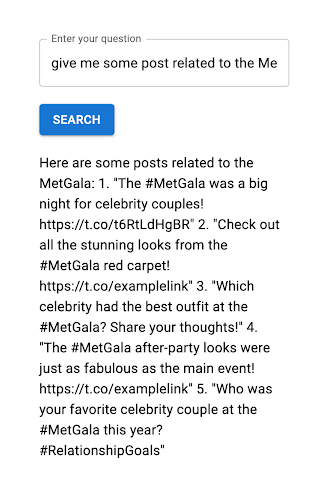 Enter your question
give me some post related to the Me
SEARCH
Here are some posts related to the
MetGala: 1. "The #MetGala was a big
night for celebrity couples!
https://t.co/t6RtLdHgBR" 2. "Check out
all the stunning looks from the
#MetGala red carpet!
https://t.co/examplelink" 3. "Which
celebrity had the best outfit at the
#MetGala? Share your thoughts!" 4.
"The #MetGala after-party looks were
just as fabulous as the main event!
https://t.co/examplelink" 5. "Who was
your favorite celebrity couple at the
#MetGala this year?
#RelationshipGoals"